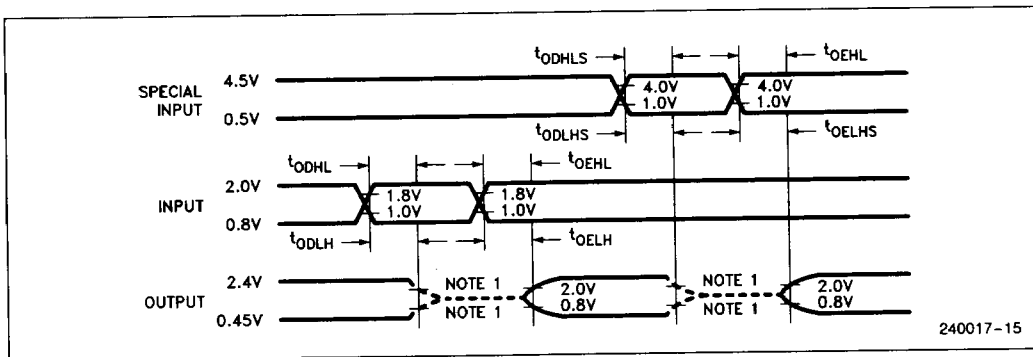 tODHLS
tOEHL
4.5V
SPECIAL
INPUT
4.0V
1.0V
4.0V
1.0V
0.5V
tODLHS
tOELHS
tODHL
tOEHL
2.0V
INPUT
1.8V
1.0V
1.8V
1.0V
0.8V
tODLH
tOELH
2.4V
OUTPUT
NOTE 1
NOTE 1
2.0V
0.8V
NOTE 1
NOTE 1
2.0V
0.8V
0.45V
240017-15